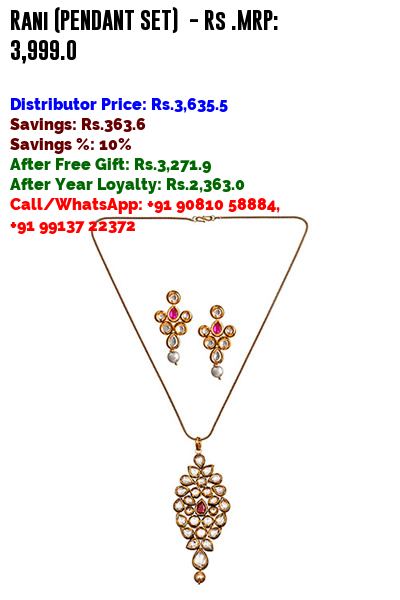 Rani (PENDANT SET) - Rs .MRP:
3,999.0
Distributor Price: Rs.3,635.5
Savings: Rs.363.6
Savings %: 10%
After Free Gift: Rs.3,271.9
After Year Loyalty: Rs.2,363.0
Call/WhatsApp: +91 90810 58884,
+91 99137 22372